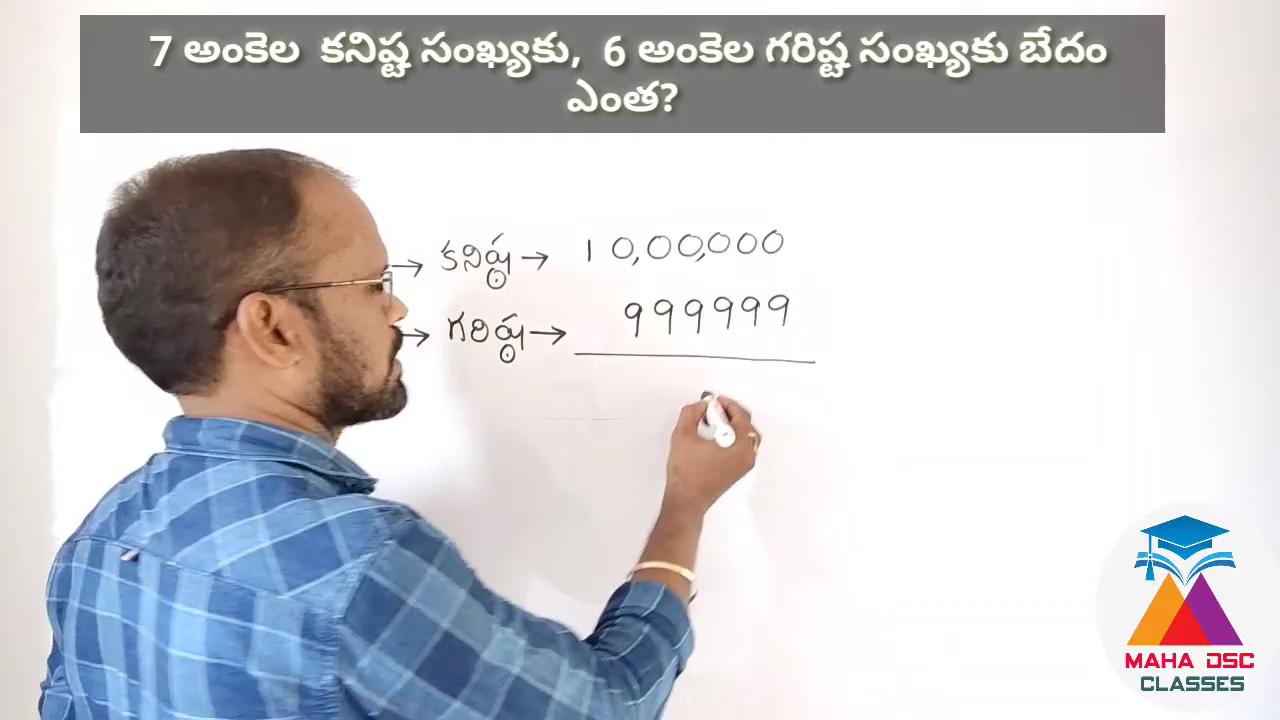 7 అంకెల కనిష్ట సంఖ్యకు, 6 అంకెల గరిష్ట సంఖ్యకు బేదం
ఎంత?
→ కనిష్ఠ → 10,00,000
→ గరిష్ఠ → 999999
MAHA DSC
CLASSES